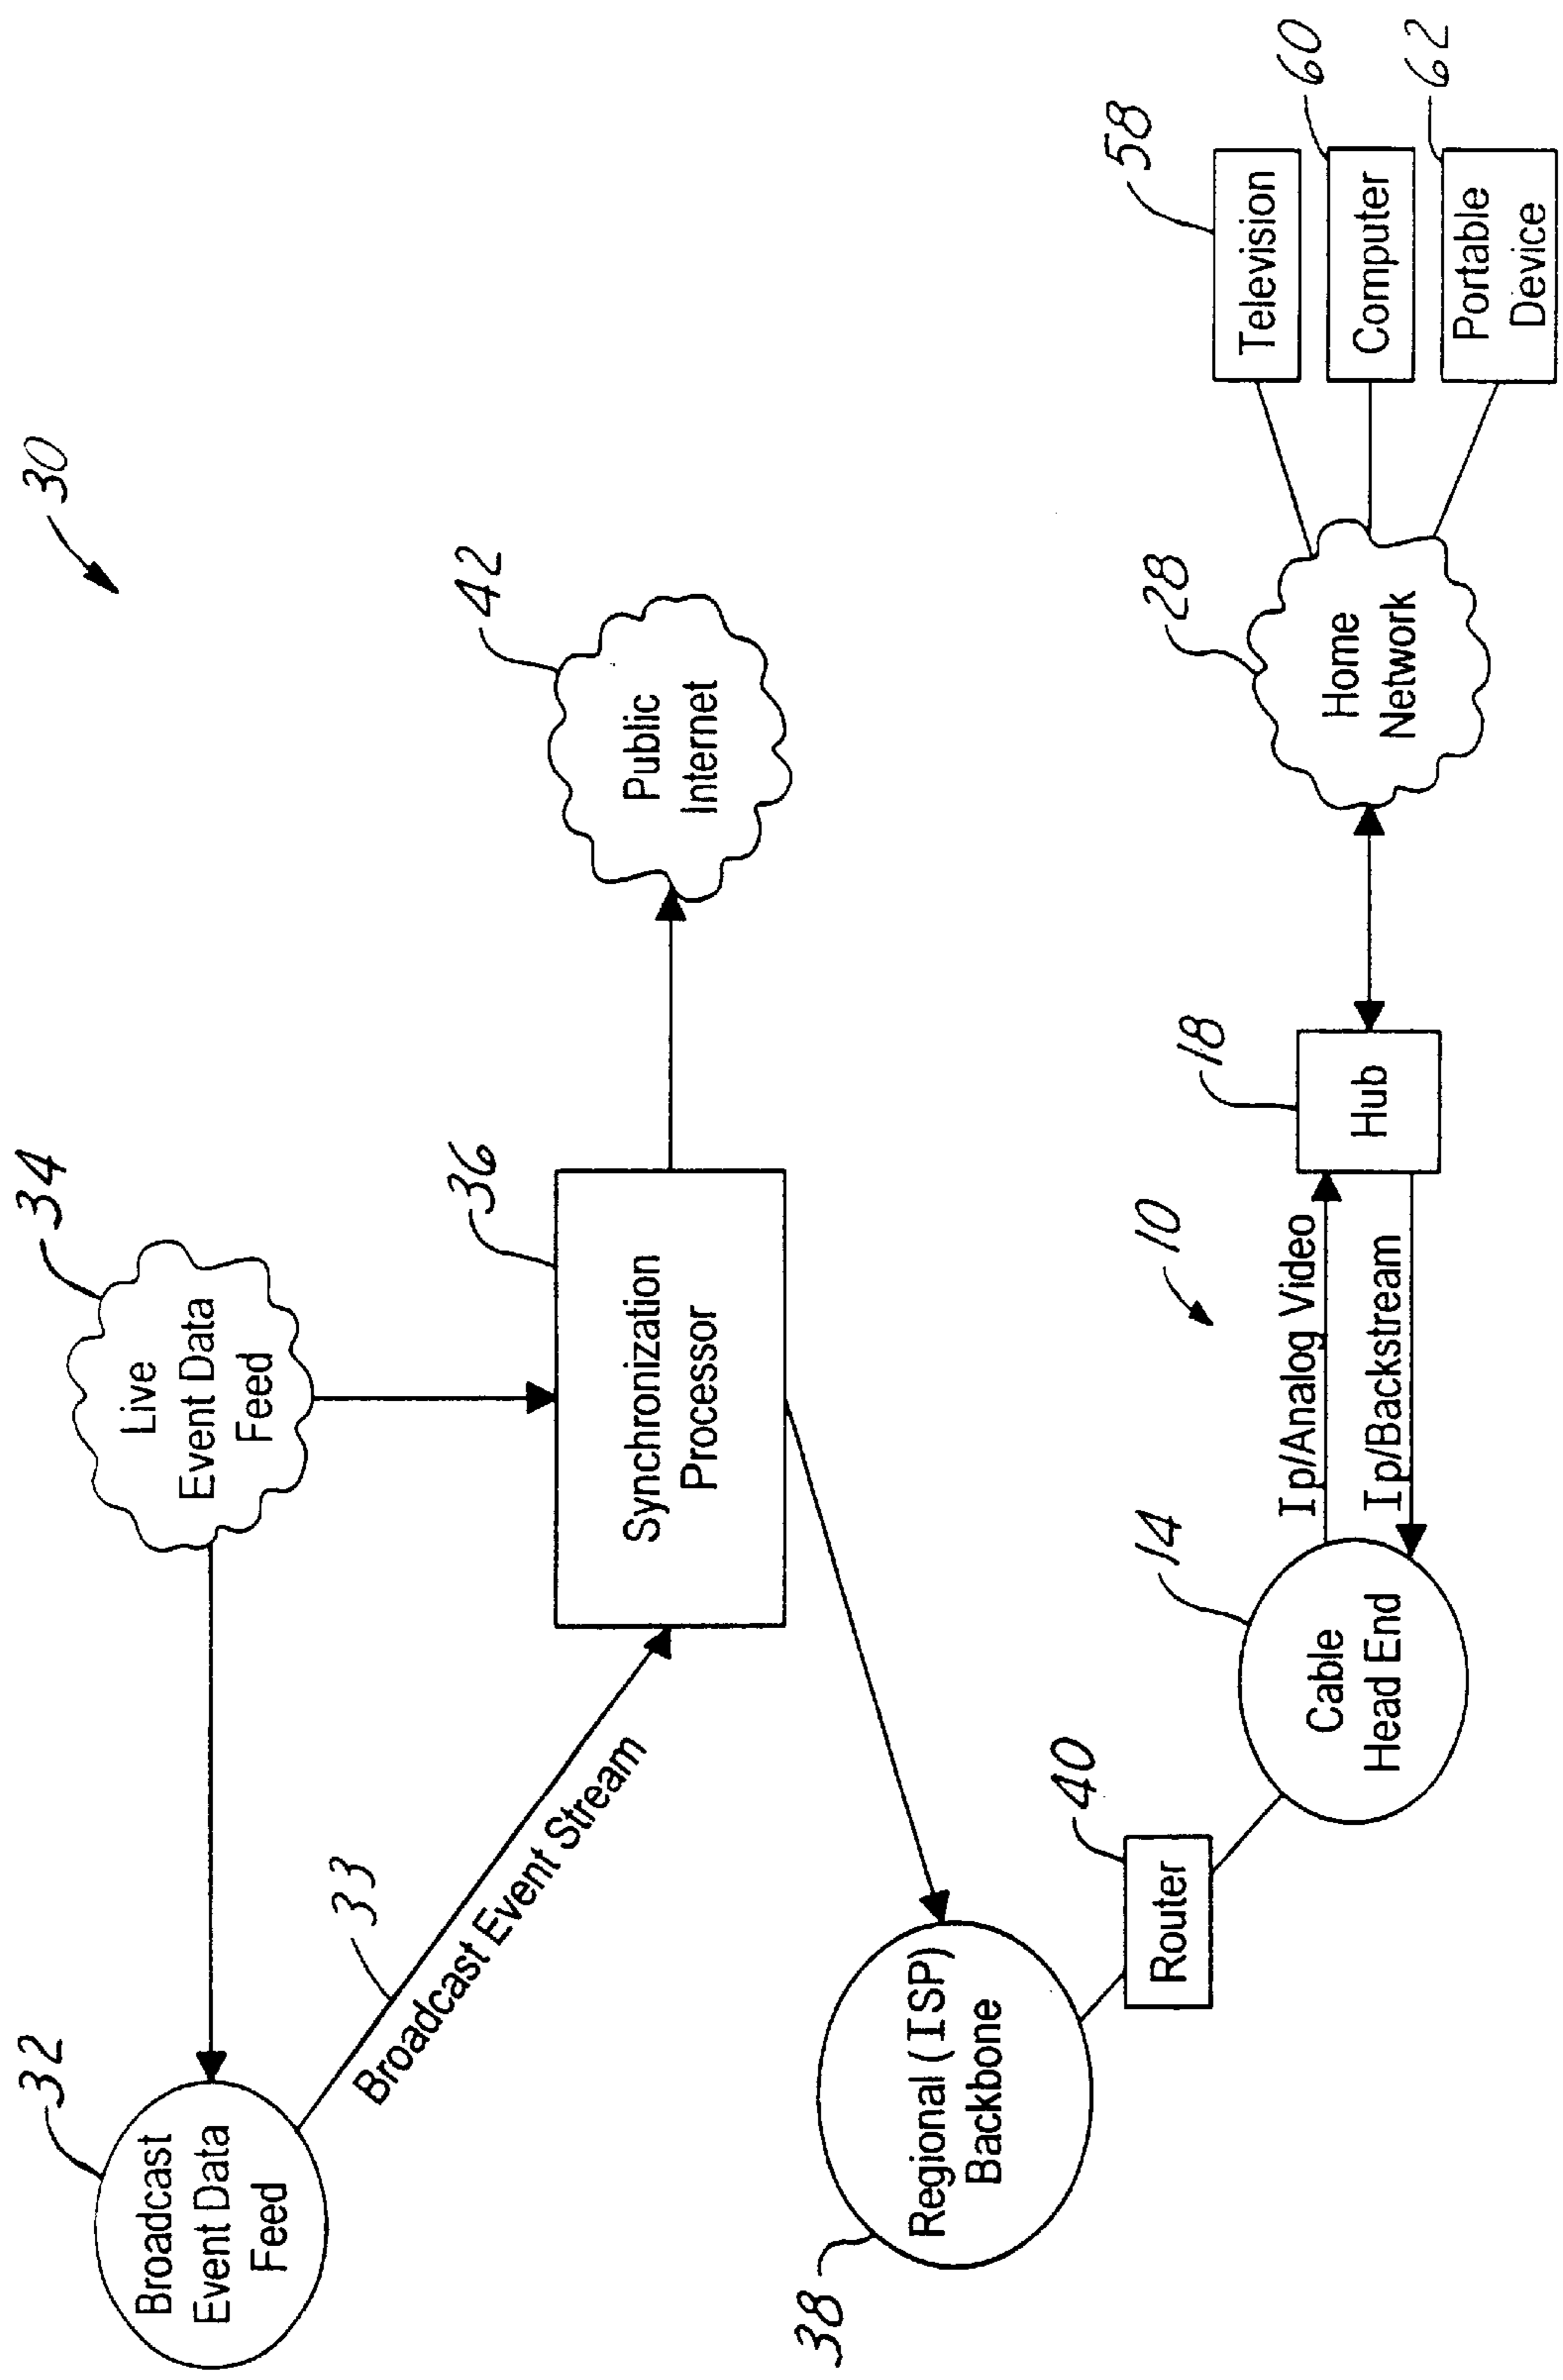 30
34
Live
Event Data
Feed
32
Broadcast
Event Data
Feed
33
Broadcast Event Stream
36
Synchronization
Processor
42
Public
Internet
38
Regional (ISP)
Backbone
40
Router
14
Cable
Head End
10
Ip/Analog Video
Ip/Backstream
18
Hub
28
Home
Network
58
Television
60
Computer
62
Portable
Device